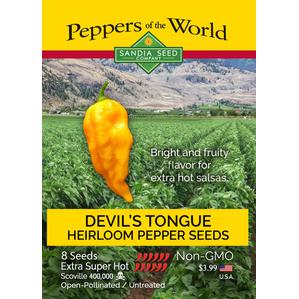 Peppers of the World
SANDIA SEED
COMPANY
Bright and fruity
flavor for
extra hot salsas.
DEVIL'S TONGUE
HEIRLOOM PEPPER SEEDS
8 Seeds
Non-GMO
Extra Super Hot
$3.99
Scoville 400,000
U.S.A.
Open-Pollinated / Untreated